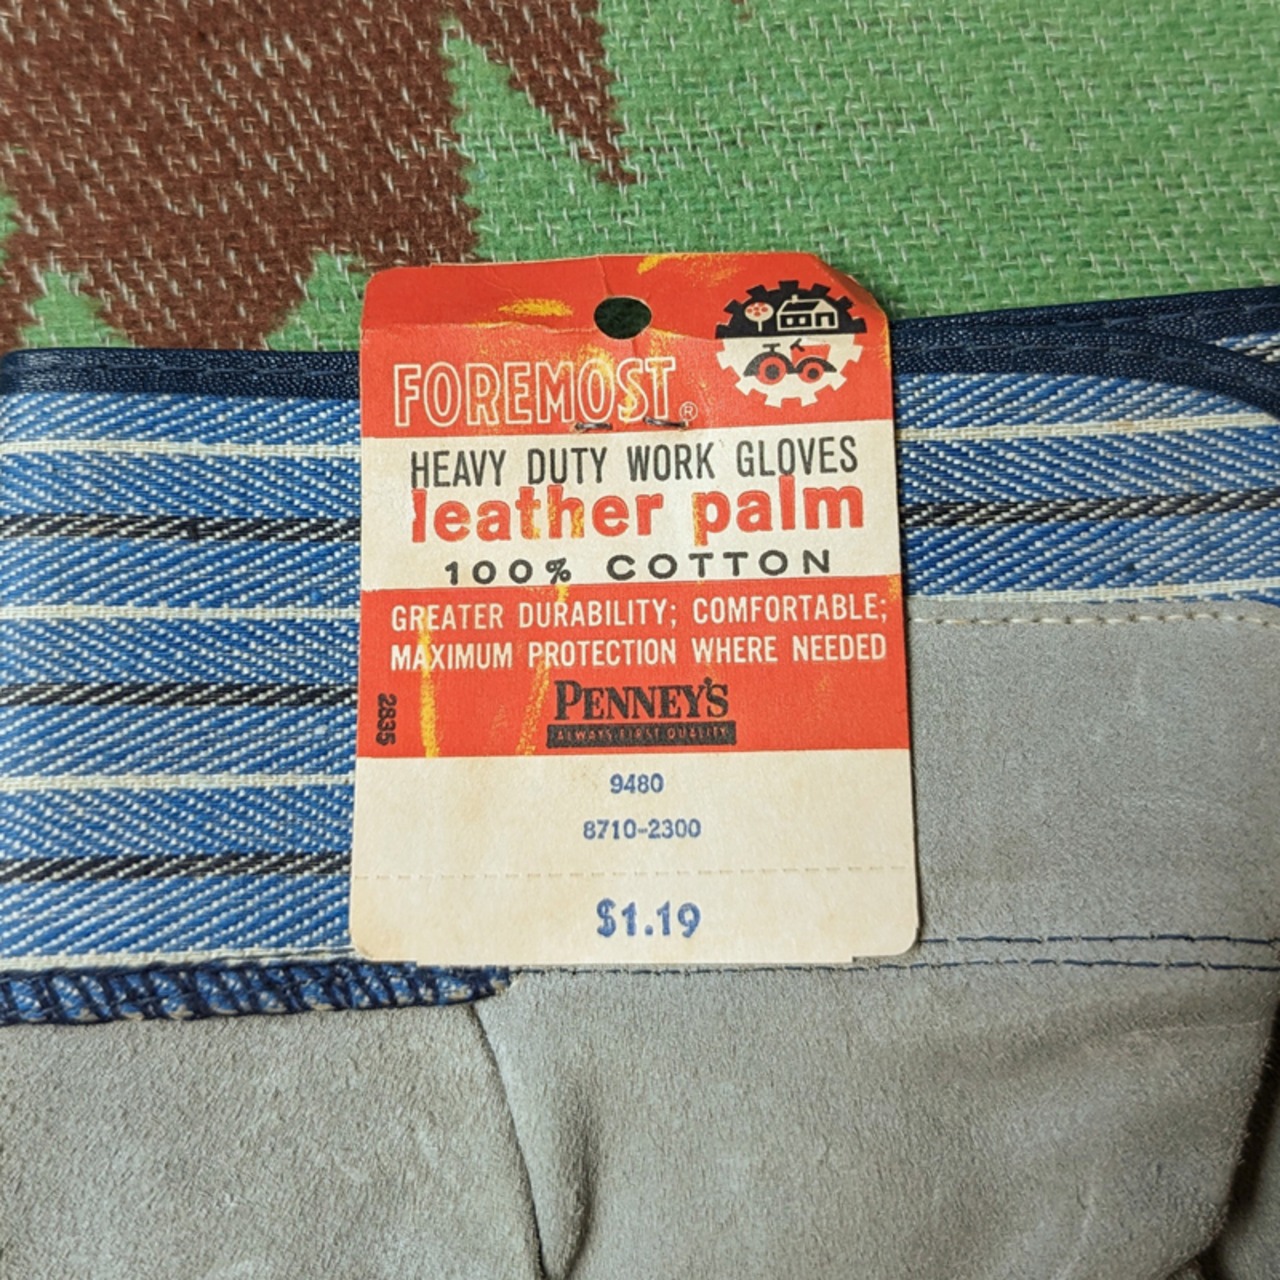 FOREMOST®
HEAVY DUTY WORK GLOVES
leather palm
100% COTTON
GREATER DURABILITY; COMFORTABLE;
MAXIMUM PROTECTION WHERE NEEDED
PENNEY'S
ALWAYS FIRST QUALITY
2835
9480
8710-2300
$1.19